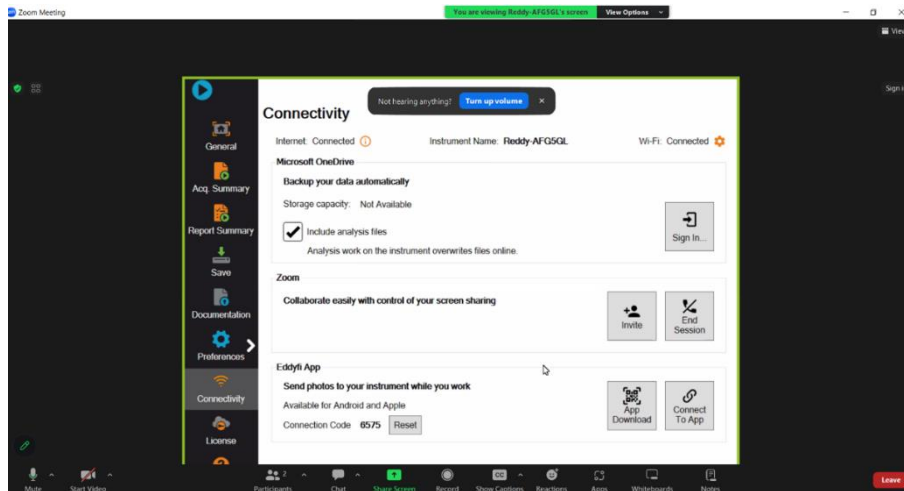 Zoom Meeting
You are viewing Reddy-AFG5GL's screen
View Options
View
Sign i
Not hearing anything? Turn up volume
Connectivity
Internet: Connected
Instrument Name: Reddy-AFG5GL
Wi-Fi: Connected
General
Acq. Summary
Report Summary
Save
Documentation
Preferences
Connectivity
License
Microsoft OneDrive
Backup your data automatically
Storage capacity: Not Available
Include analysis files
Analysis work on the instrument overwrites files online.
Sign In...
Zoom
Collaborate easily with control of your screen sharing
Invite
End Session
Eddyfi App
Send photos to your instrument while you work
Available for Android and Apple
Connection Code 6575 Reset
App Download
Connect To App
Mute
Start Video
Participants
2
Chat
Share Screen
Record
CC
Show Captions
Reactions
Apps
Whiteboards
Notes
Leave